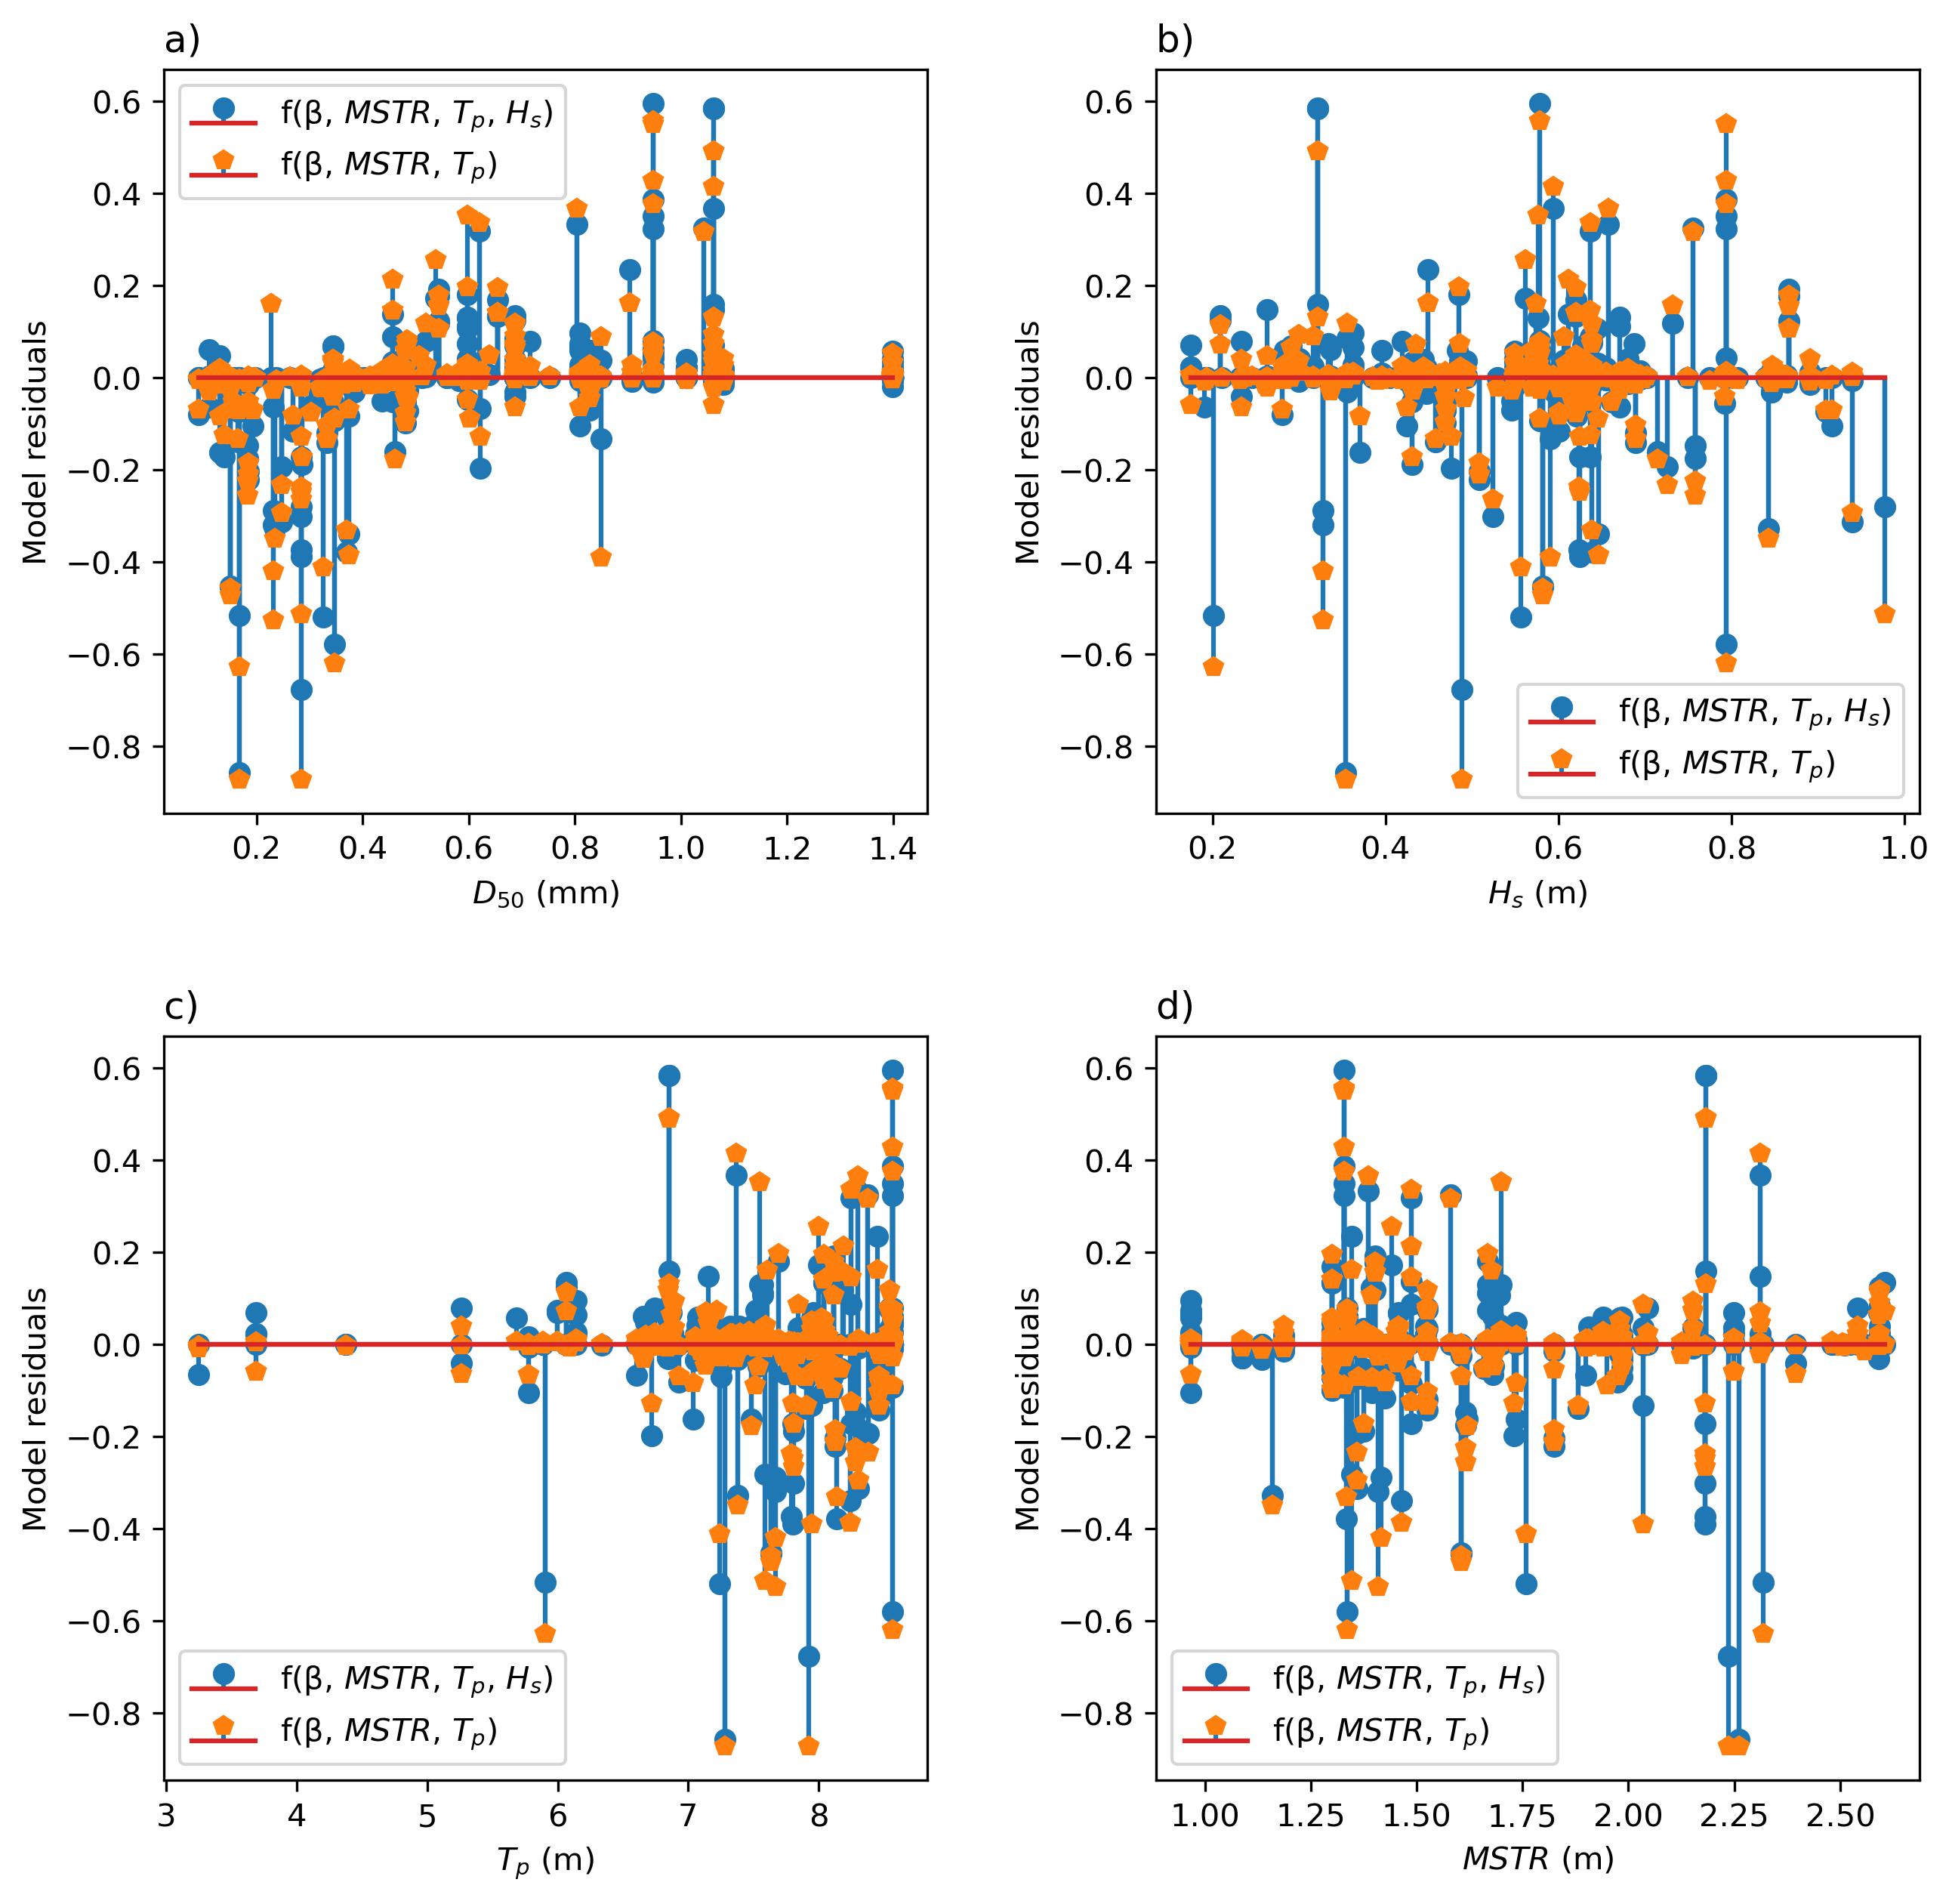 a)
0.6
0.4
0.2
0.0
−0.2
−0.4
−0.6
−0.8
Model residuals
f(β, MSTR, Tp, Hs)
f(β, MSTR, Tp)
0.2 0.4 0.6 0.8 1.0 1.2 1.4
D50 (mm)
b)
0.6
0.4
0.2
0.0
−0.2
−0.4
−0.6
−0.8
Model residuals
f(β, MSTR, Tp, Hs)
f(β, MSTR, Tp)
0.2 0.4 0.6 0.8 1.0
Hs (m)
c)
0.6
0.4
0.2
0.0
−0.2
−0.4
−0.6
−0.8
Model residuals
f(β, MSTR, Tp, Hs)
f(β, MSTR, Tp)
3 4 5 6 7 8
Tp (m)
d)
0.6
0.4
0.2
0.0
−0.2
−0.4
−0.6
−0.8
Model residuals
f(β, MSTR, Tp, Hs)
f(β, MSTR, Tp)
1.00 1.25 1.50 1.75 2.00 2.25 2.50
MSTR (m)